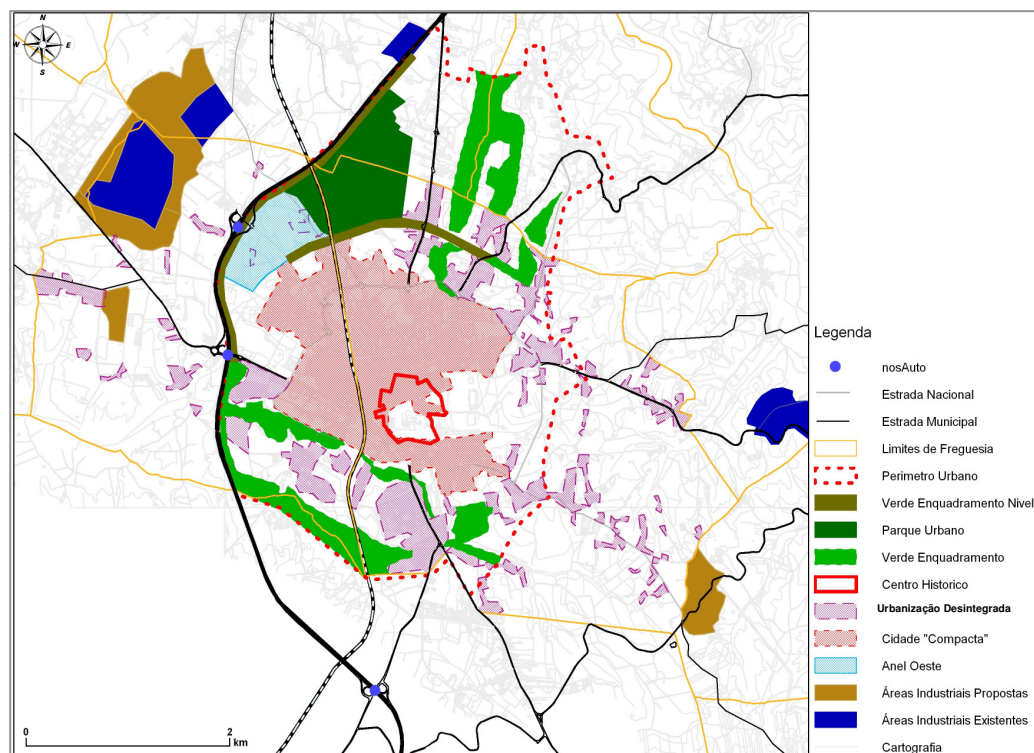 N
W E
S
0 2
km
Legenda
nosAuto
Estrada Nacional
Estrada Municipal
Limites de Freguesia
Perimetro Urbano
Verde Enquadramento Nivel
Parque Urbano
Verde Enquadramento
Centro Historico
Urbanização Desintegrada
Cidade "Compacta"
Anel Oeste
Áreas Industriais Propostas
Áreas Industriais Existentes
Cartografia